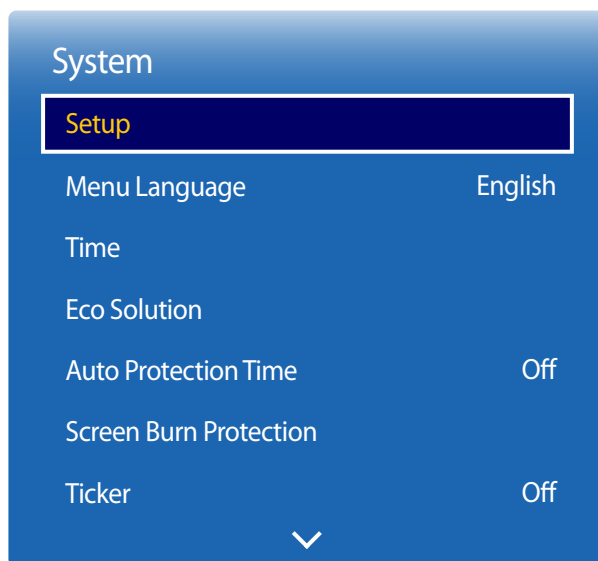 System
Setup
Menu Language English
Time
Eco Solution
Auto Protection Time Off
Screen Burn Protection
Ticker Off